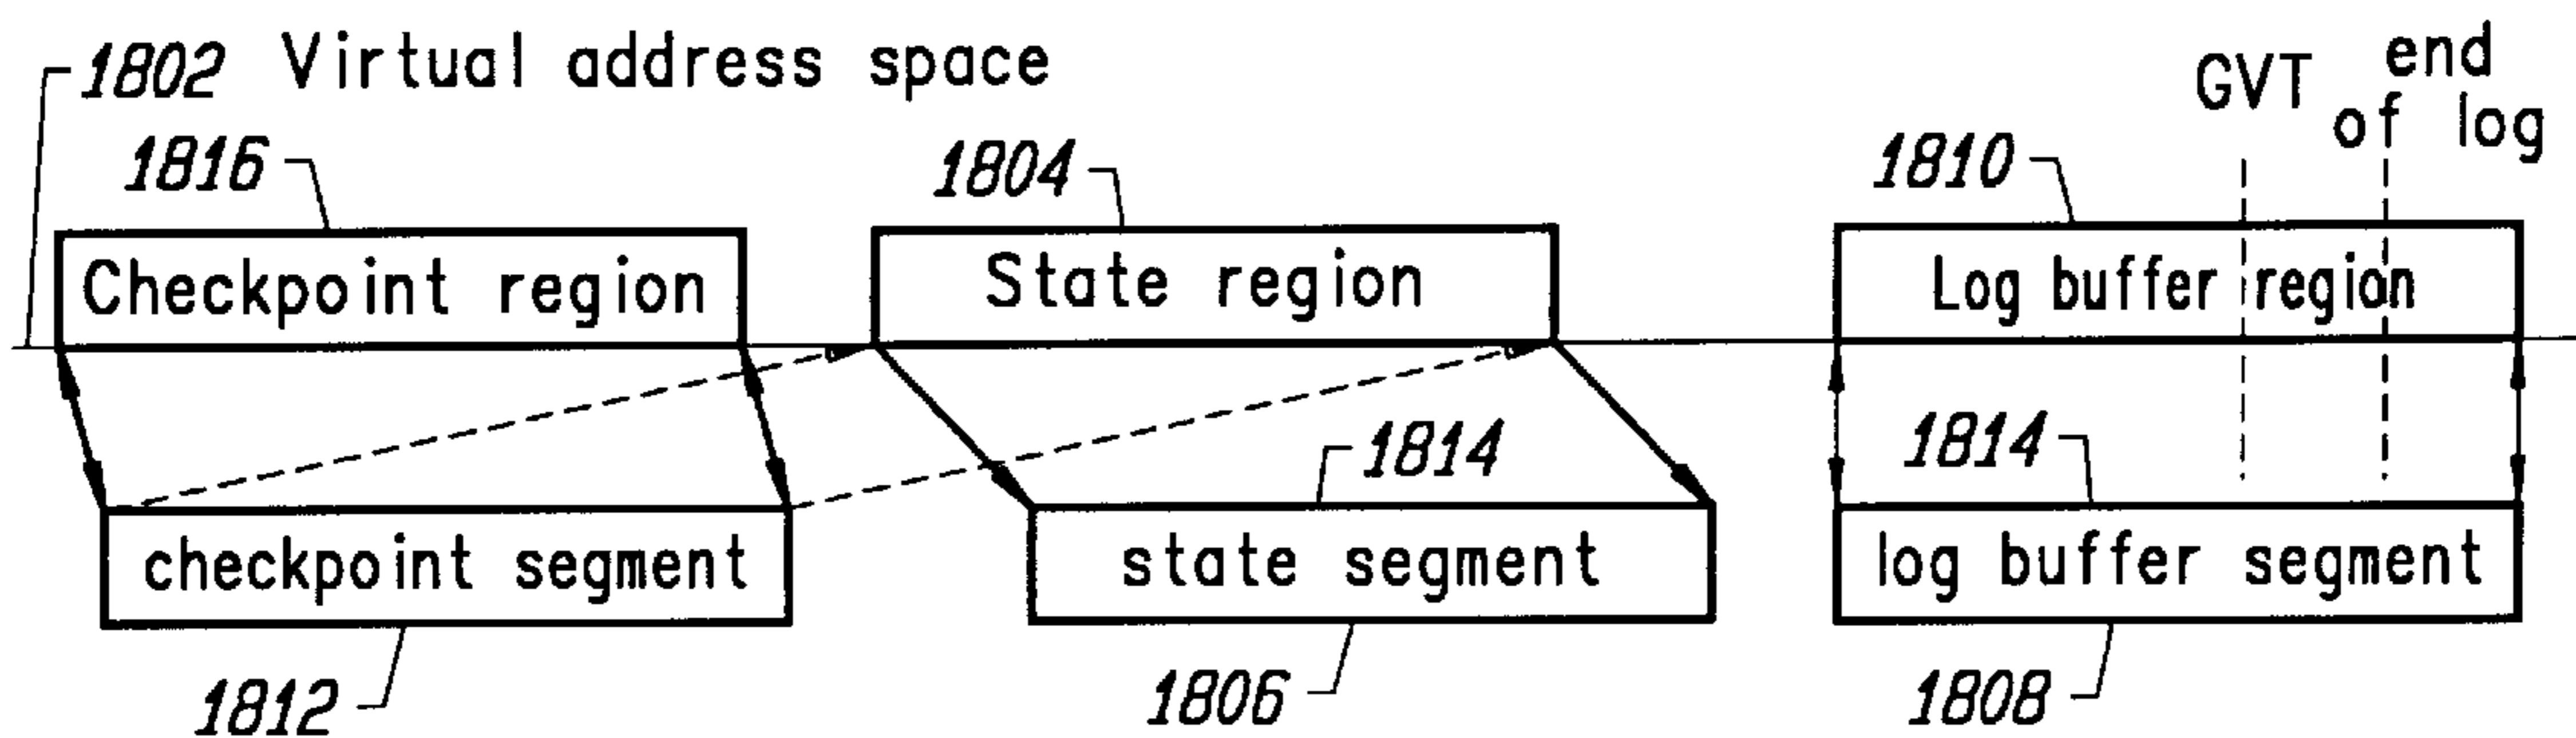 1802 Virtual address space
GVT
end
of log
1816
1804
1810
Checkpoint region
State region
Log buffer region
1814
1814
checkpoint segment
state segment
log buffer segment
1812
1806
1808